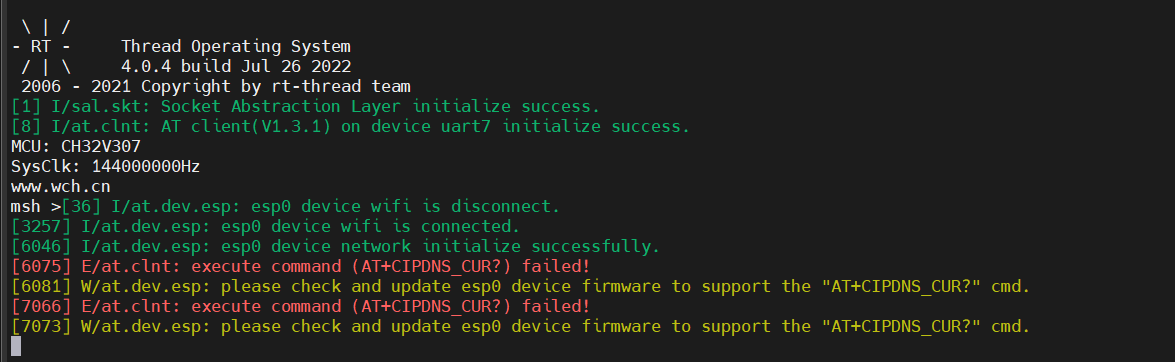 \ | /
- RT -     Thread Operating System
 / | \     4.0.4 build Jul 26 2022
 2006 - 2021 Copyright by rt-thread team
[1] I/sal.skt: Socket Abstraction Layer initialize success.
[8] I/at.clnt: AT client(V1.3.1) on device uart7 initialize success.
MCU: CH32V307
SysClk: 144000000Hz
www.wch.cn
msh >[36] I/at.dev.esp: esp0 device wifi is disconnect.
[3257] I/at.dev.esp: esp0 device wifi is connected.
[6046] I/at.dev.esp: esp0 device network initialize successfully.
[6075] E/at.clnt: execute command (AT+CIPDNS_CUR?) failed!
[6081] W/at.dev.esp: please check and update esp0 device firmware to support the "AT+CIPDNS_CUR?" cmd.
[7066] E/at.clnt: execute command (AT+CIPDNS_CUR?) failed!
[7073] W/at.dev.esp: please check and update esp0 device firmware to support the "AT+CIPDNS_CUR?" cmd.